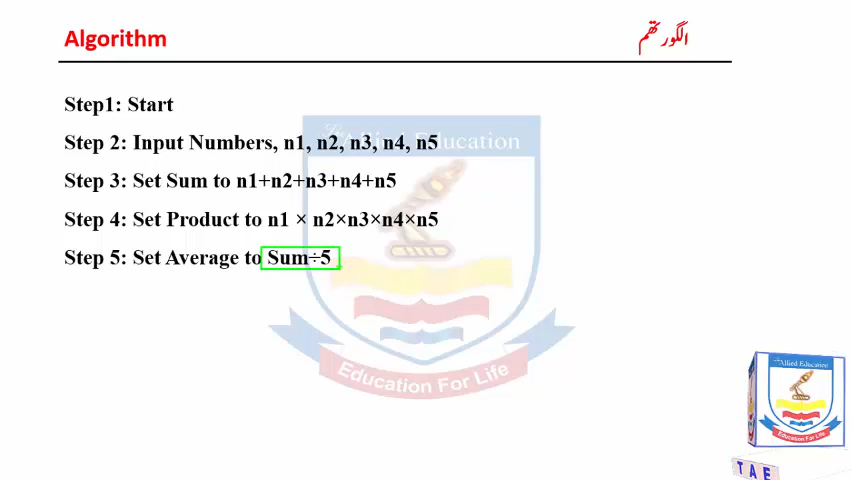 Algorithm
الگورتھم
Step1: Start
Step 2: Input Numbers, n1, n2, n3, n4, n5
Step 3: Set Sum to n1+n2+n3+n4+n5
Step 4: Set Product to n1 × n2×n3×n4×n5
Step 5: Set Average to Sum÷5
Allied Education
Education For Life
Allied Education
Education For Life
T A E